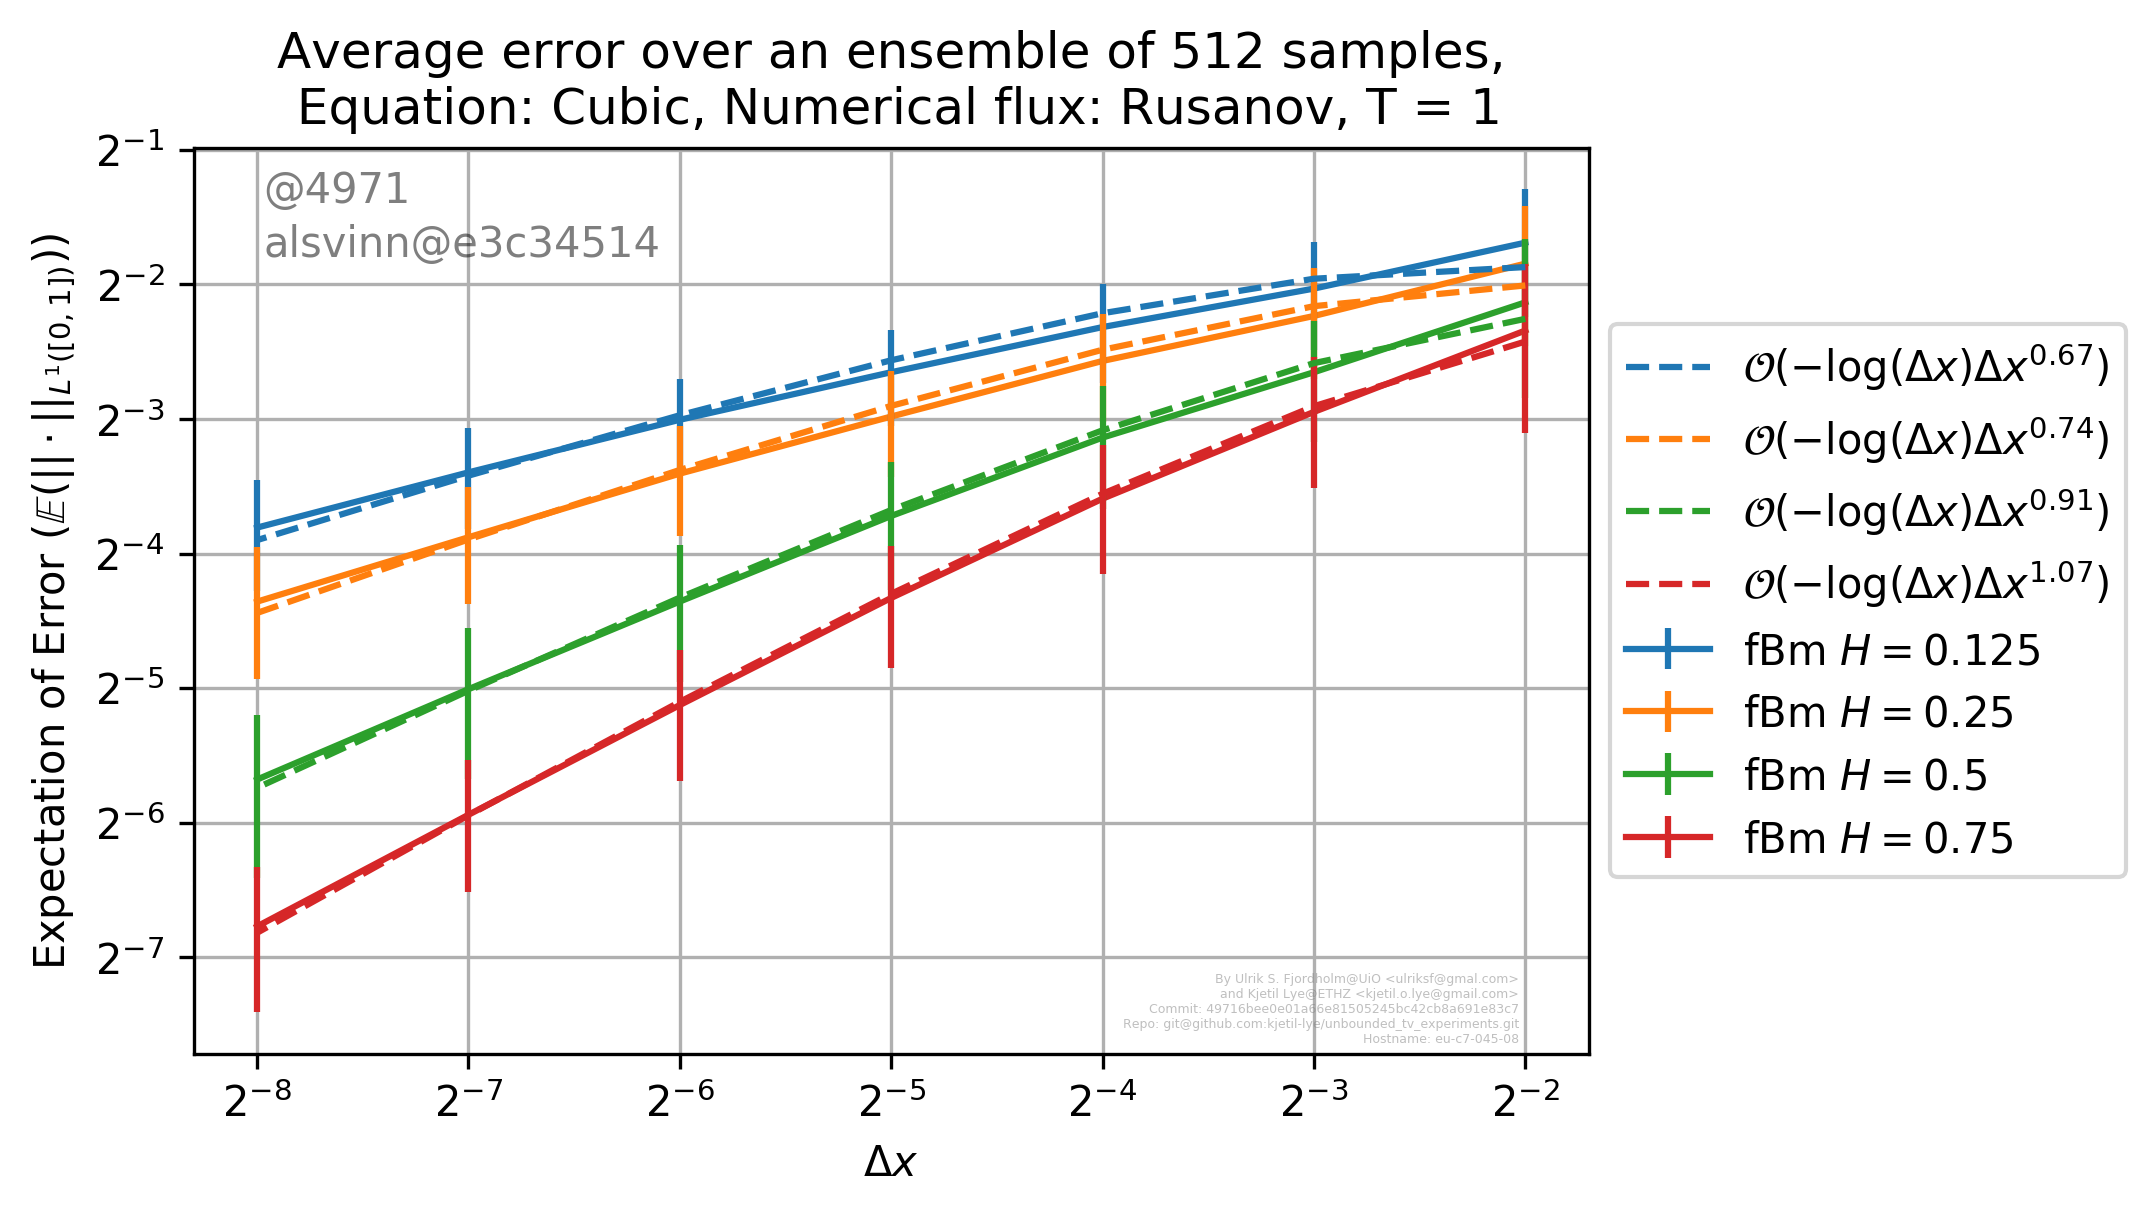 Average error over an ensemble of 512 samples,
Equation: Cubic, Numerical flux: Rusanov, T = 1
@4971
alsvinn@e3c34514
Expectation of Error (𝔼(||·||_{L^1([0,1])}))
2^{-1}
2^{-2}
2^{-3}
2^{-4}
2^{-5}
2^{-6}
2^{-7}
2^{-8}
2^{-7}
2^{-6}
2^{-5}
2^{-4}
2^{-3}
2^{-2}
Δx
𝒪(−log(Δx)Δx^{0.67})
𝒪(−log(Δx)Δx^{0.74})
𝒪(−log(Δx)Δx^{0.91})
𝒪(−log(Δx)Δx^{1.07})
fBm H = 0.125
fBm H = 0.25
fBm H = 0.5
fBm H = 0.75
By Ulrik S. Fjordholm@UiO <ulriksf@gmal.com>
and Kjetil Lye@ETHZ <kjetil.o.lye@gmail.com>
Commit: 49716bee0e01a66e81505245bc42cb8a691e83c7
Repo: git@github.com:kjetil-lye/unbounded_tv_experiments.git
Hostname: eu-c7-045-08